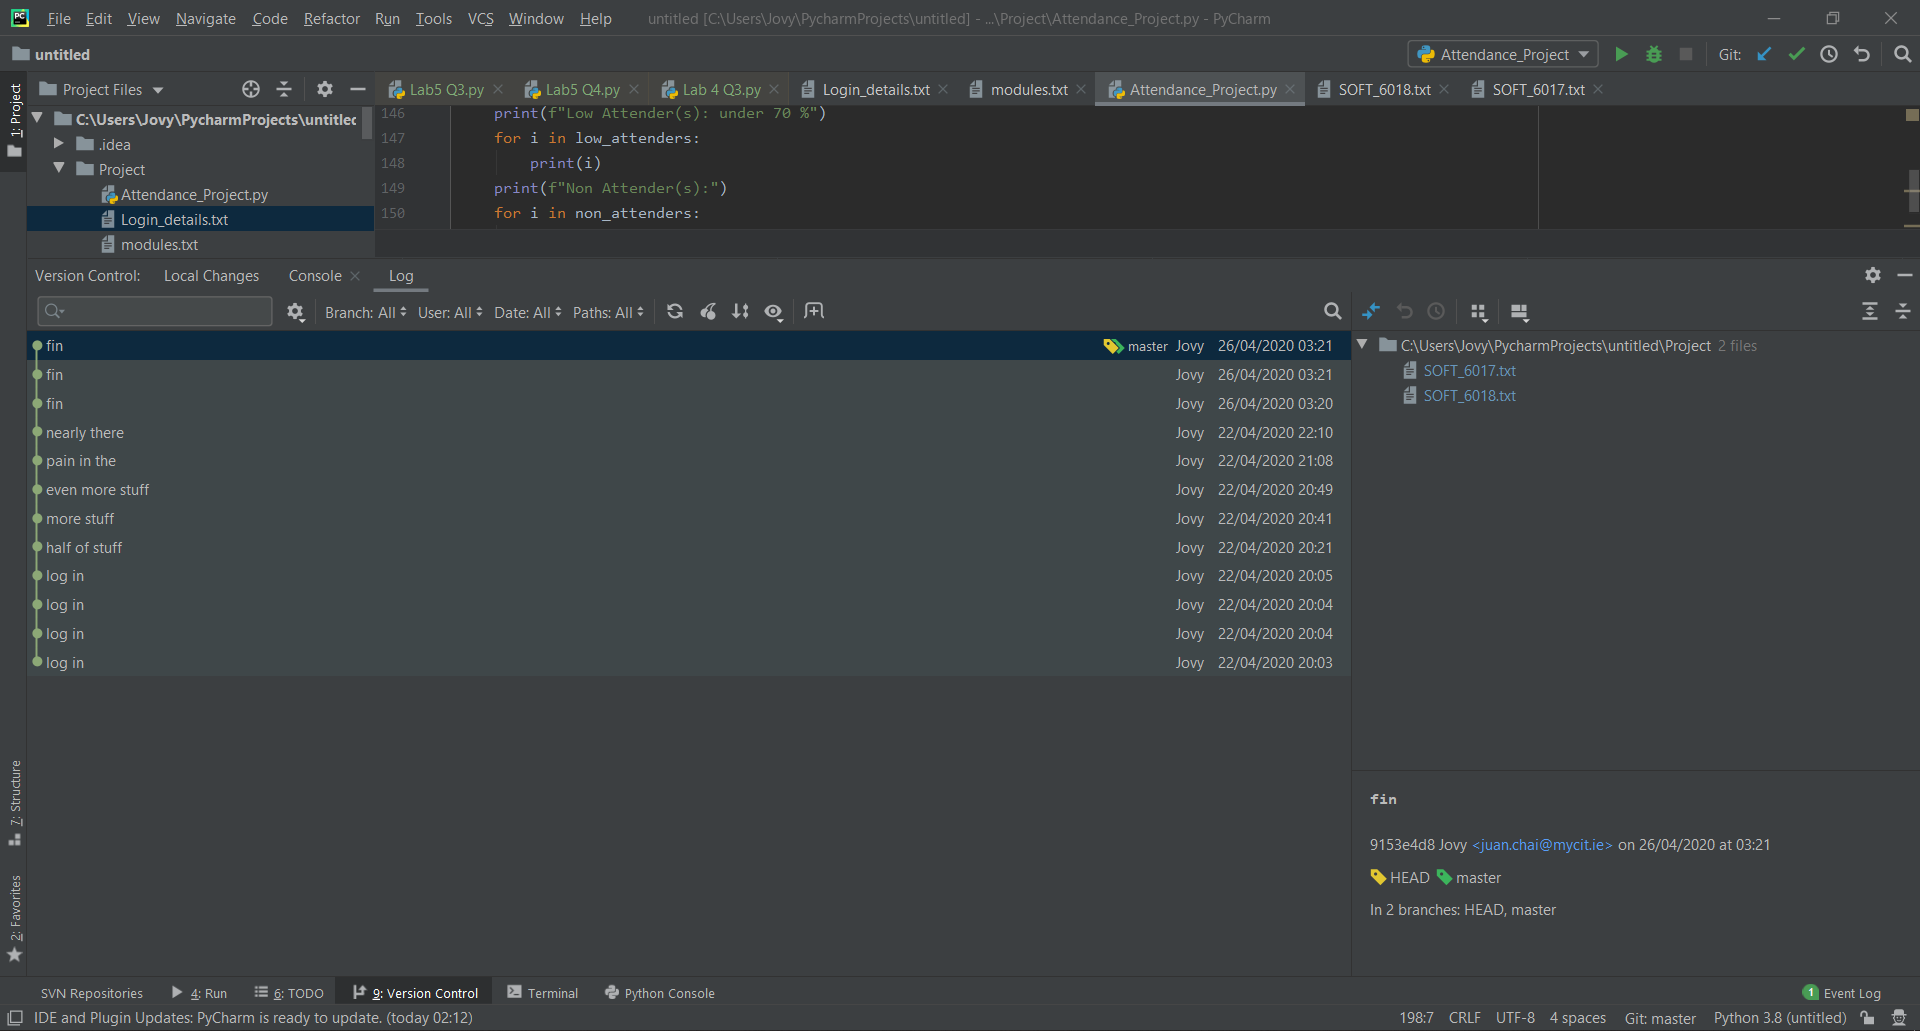 PC File Edit View Navigate Code Refactor Run Tools VCS Window Help untitled [C:\Users\Jovy\PycharmProjects\untitled] - ...\Project\Attendance_Project.py - PyCharm
untitled Attendance_Project Git:
1: Project
Project Files Lab5 Q3.py Lab5 Q4.py Lab 4 Q3.py Login_details.txt modules.txt Attendance_Project.py SOFT_6018.txt SOFT_6017.txt
C:\Users\Jovy\PycharmProjects\untitled
.idea
Project
Attendance_Project.py
Login_details.txt
modules.txt
146 print(f"Low Attender(s): under 70 %")
147 for i in low_attenders:
148 print(i)
149 print(f"Non Attender(s):")
150 for i in non_attenders:
Version Control: Local Changes Console Log
Branch: All User: All Date: All Paths: All
fin master Jovy 26/04/2020 03:21
fin Jovy 26/04/2020 03:21
fin Jovy 26/04/2020 03:20
nearly there Jovy 22/04/2020 22:10
pain in the Jovy 22/04/2020 21:08
even more stuff Jovy 22/04/2020 20:49
more stuff Jovy 22/04/2020 20:41
half of stuff Jovy 22/04/2020 20:21
log in Jovy 22/04/2020 20:05
log in Jovy 22/04/2020 20:04
log in Jovy 22/04/2020 20:04
log in Jovy 22/04/2020 20:03
C:\Users\Jovy\PycharmProjects\untitled\Project 2 files
SOFT_6017.txt
SOFT_6018.txt
fin
9153e4d8 Jovy <juan.chai@mycit.ie> on 26/04/2020 at 03:21
HEAD master
In 2 branches: HEAD, master
7: Structure
2: Favorites
SVN Repositories 4: Run 6: TODO 9: Version Control Terminal Python Console 1 Event Log
IDE and Plugin Updates: PyCharm is ready to update. (today 02:12) 198:7 CRLF UTF-8 4 spaces Git: master Python 3.8 (untitled)